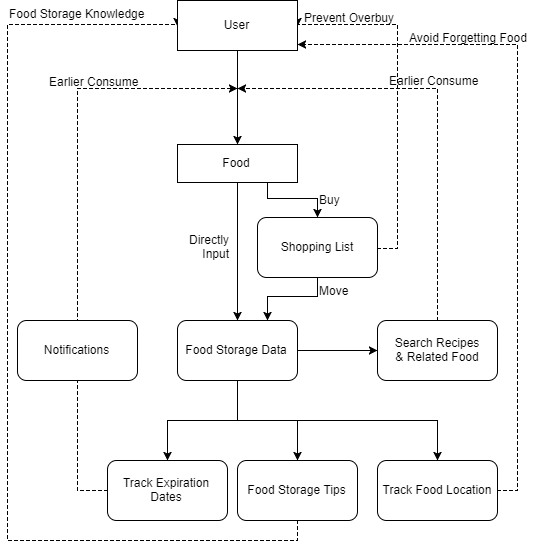 Food Storage Knowledge
User
Prevent Overbuy
Avoid Forgetting Food
Earlier Consume
Earlier Consume
Food
Buy
Directly
Input
Shopping List
Move
Notifications
Food Storage Data
Search Recipes
& Related Food
Track Expiration
Dates
Food Storage Tips
Track Food Location